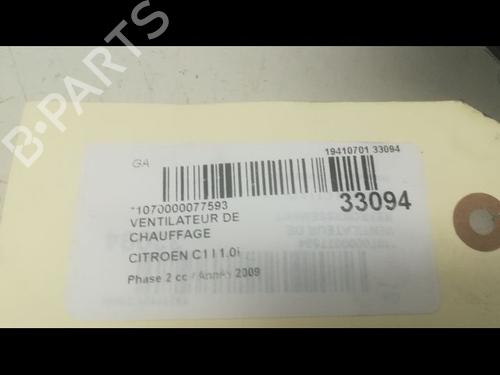 B-PARTS
GA
19410701 33094
*1070000077593
33094
VENTILATEUR DE
CHAUFFAGE
CITROEN C1 I 1.0i
Phase 2 cc / Année 2009